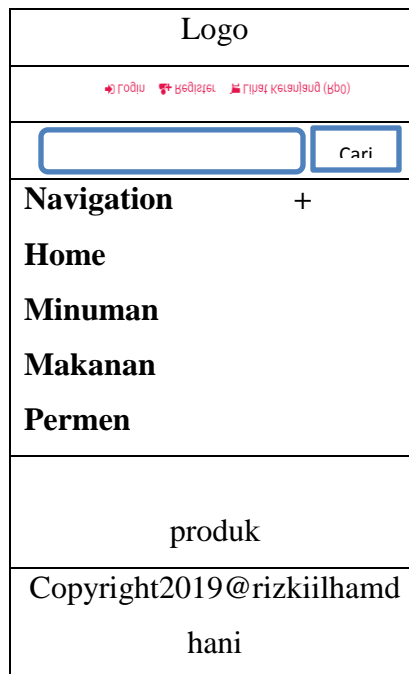 Logo
Login Register Lihat Keranjang (Rp0)
Cari
Navigation +
Home
Minuman
Makanan
Permen
produk
Copyright2019@rizkiilhamd
hani